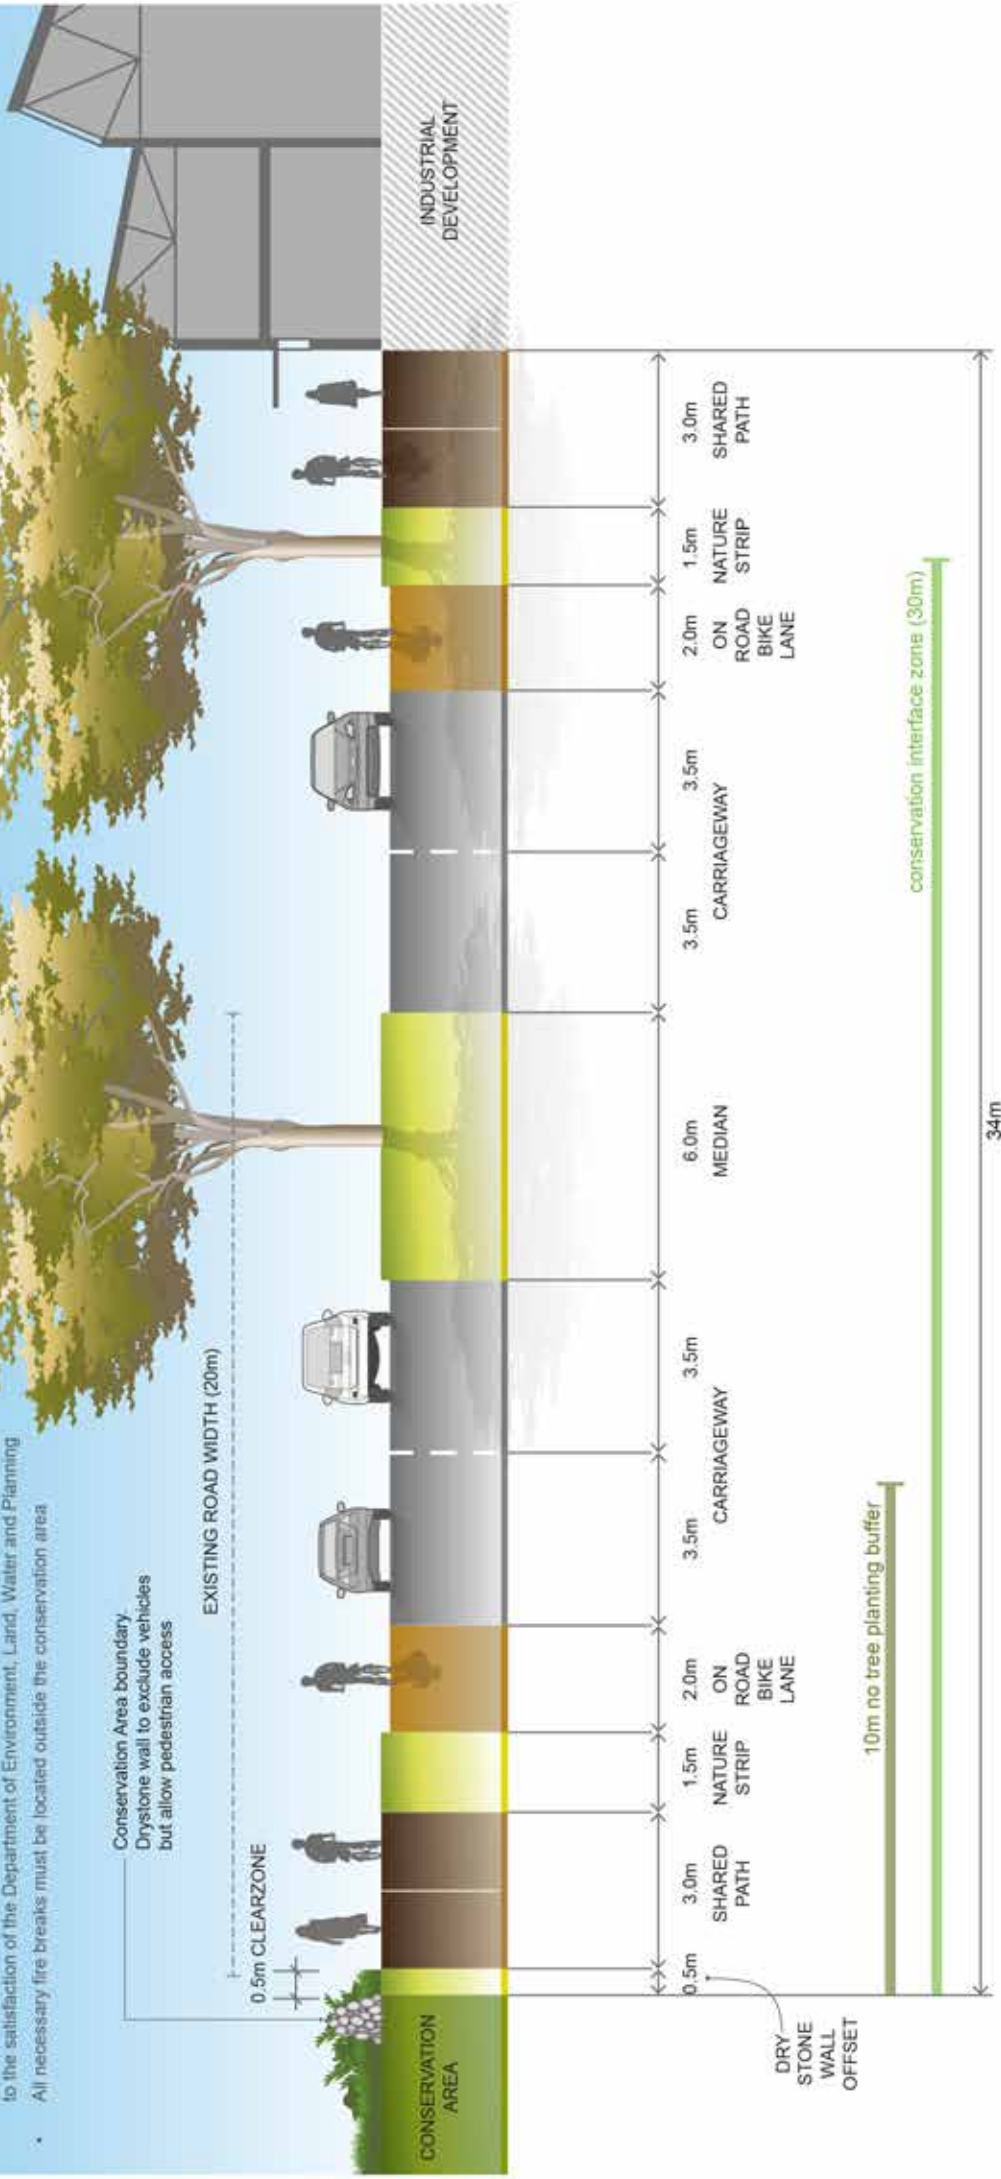 to the satisfaction of the Department of Environment, Land, Water and Planning
• All necessary fire breaks must be located outside the conservation area
Conservation Area boundary.
Drystone wall to exclude vehicles
but allow pedestrian access
EXISTING ROAD WIDTH (20m)
0.5m CLEARZONE
CONSERVATION
AREA
INDUSTRIAL
DEVELOPMENT
0.5m
DRY
STONE
WALL
OFFSET
3.0m
SHARED
PATH
1.5m
NATURE
STRIP
2.0m
ON
ROAD
BIKE
LANE
3.5m
3.5m
CARRIAGEWAY
6.0m
MEDIAN
3.5m
3.5m
CARRIAGEWAY
2.0m
ON
ROAD
BIKE
LANE
1.5m
NATURE
STRIP
3.0m
SHARED
PATH
10m no tree planting buffer
conservation interface zone (30m)
34m